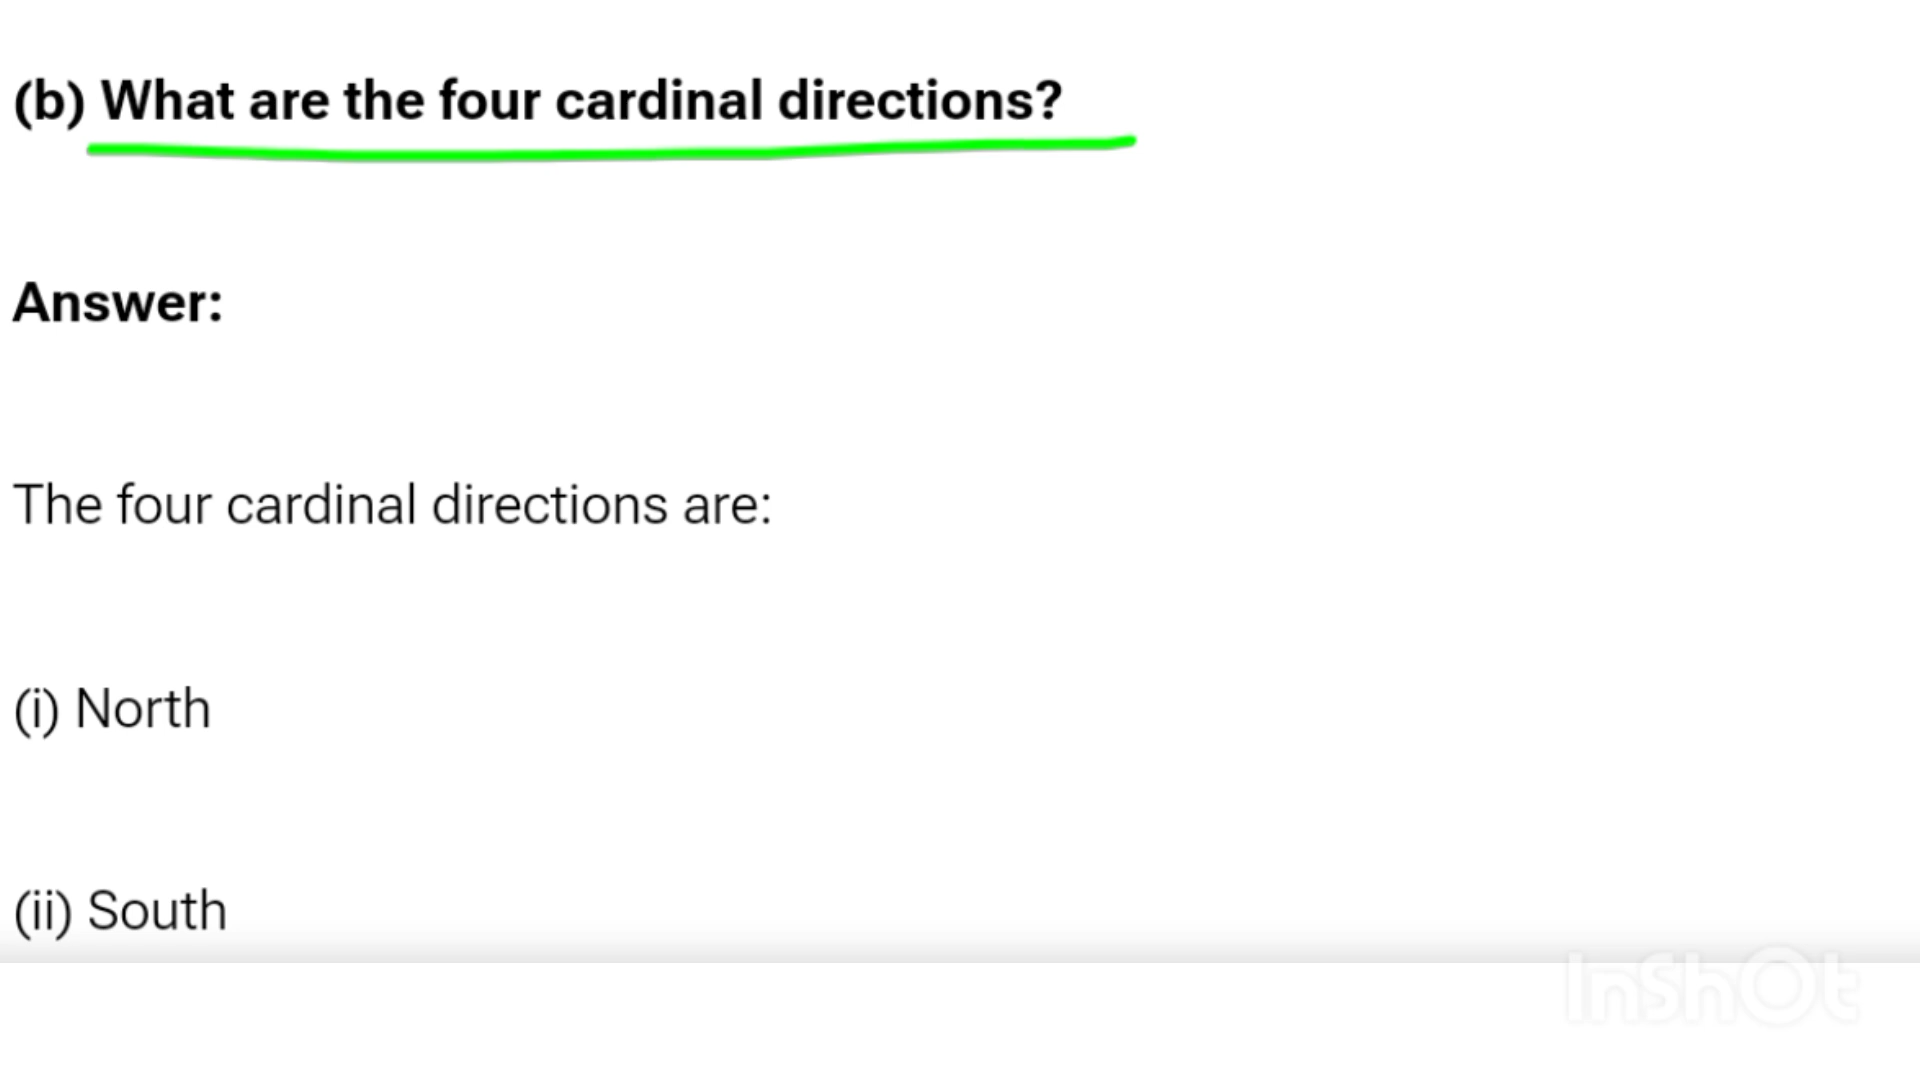 (b) What are the four cardinal directions?
Answer:
The four cardinal directions are:
(i) North
(ii) South
InShOt